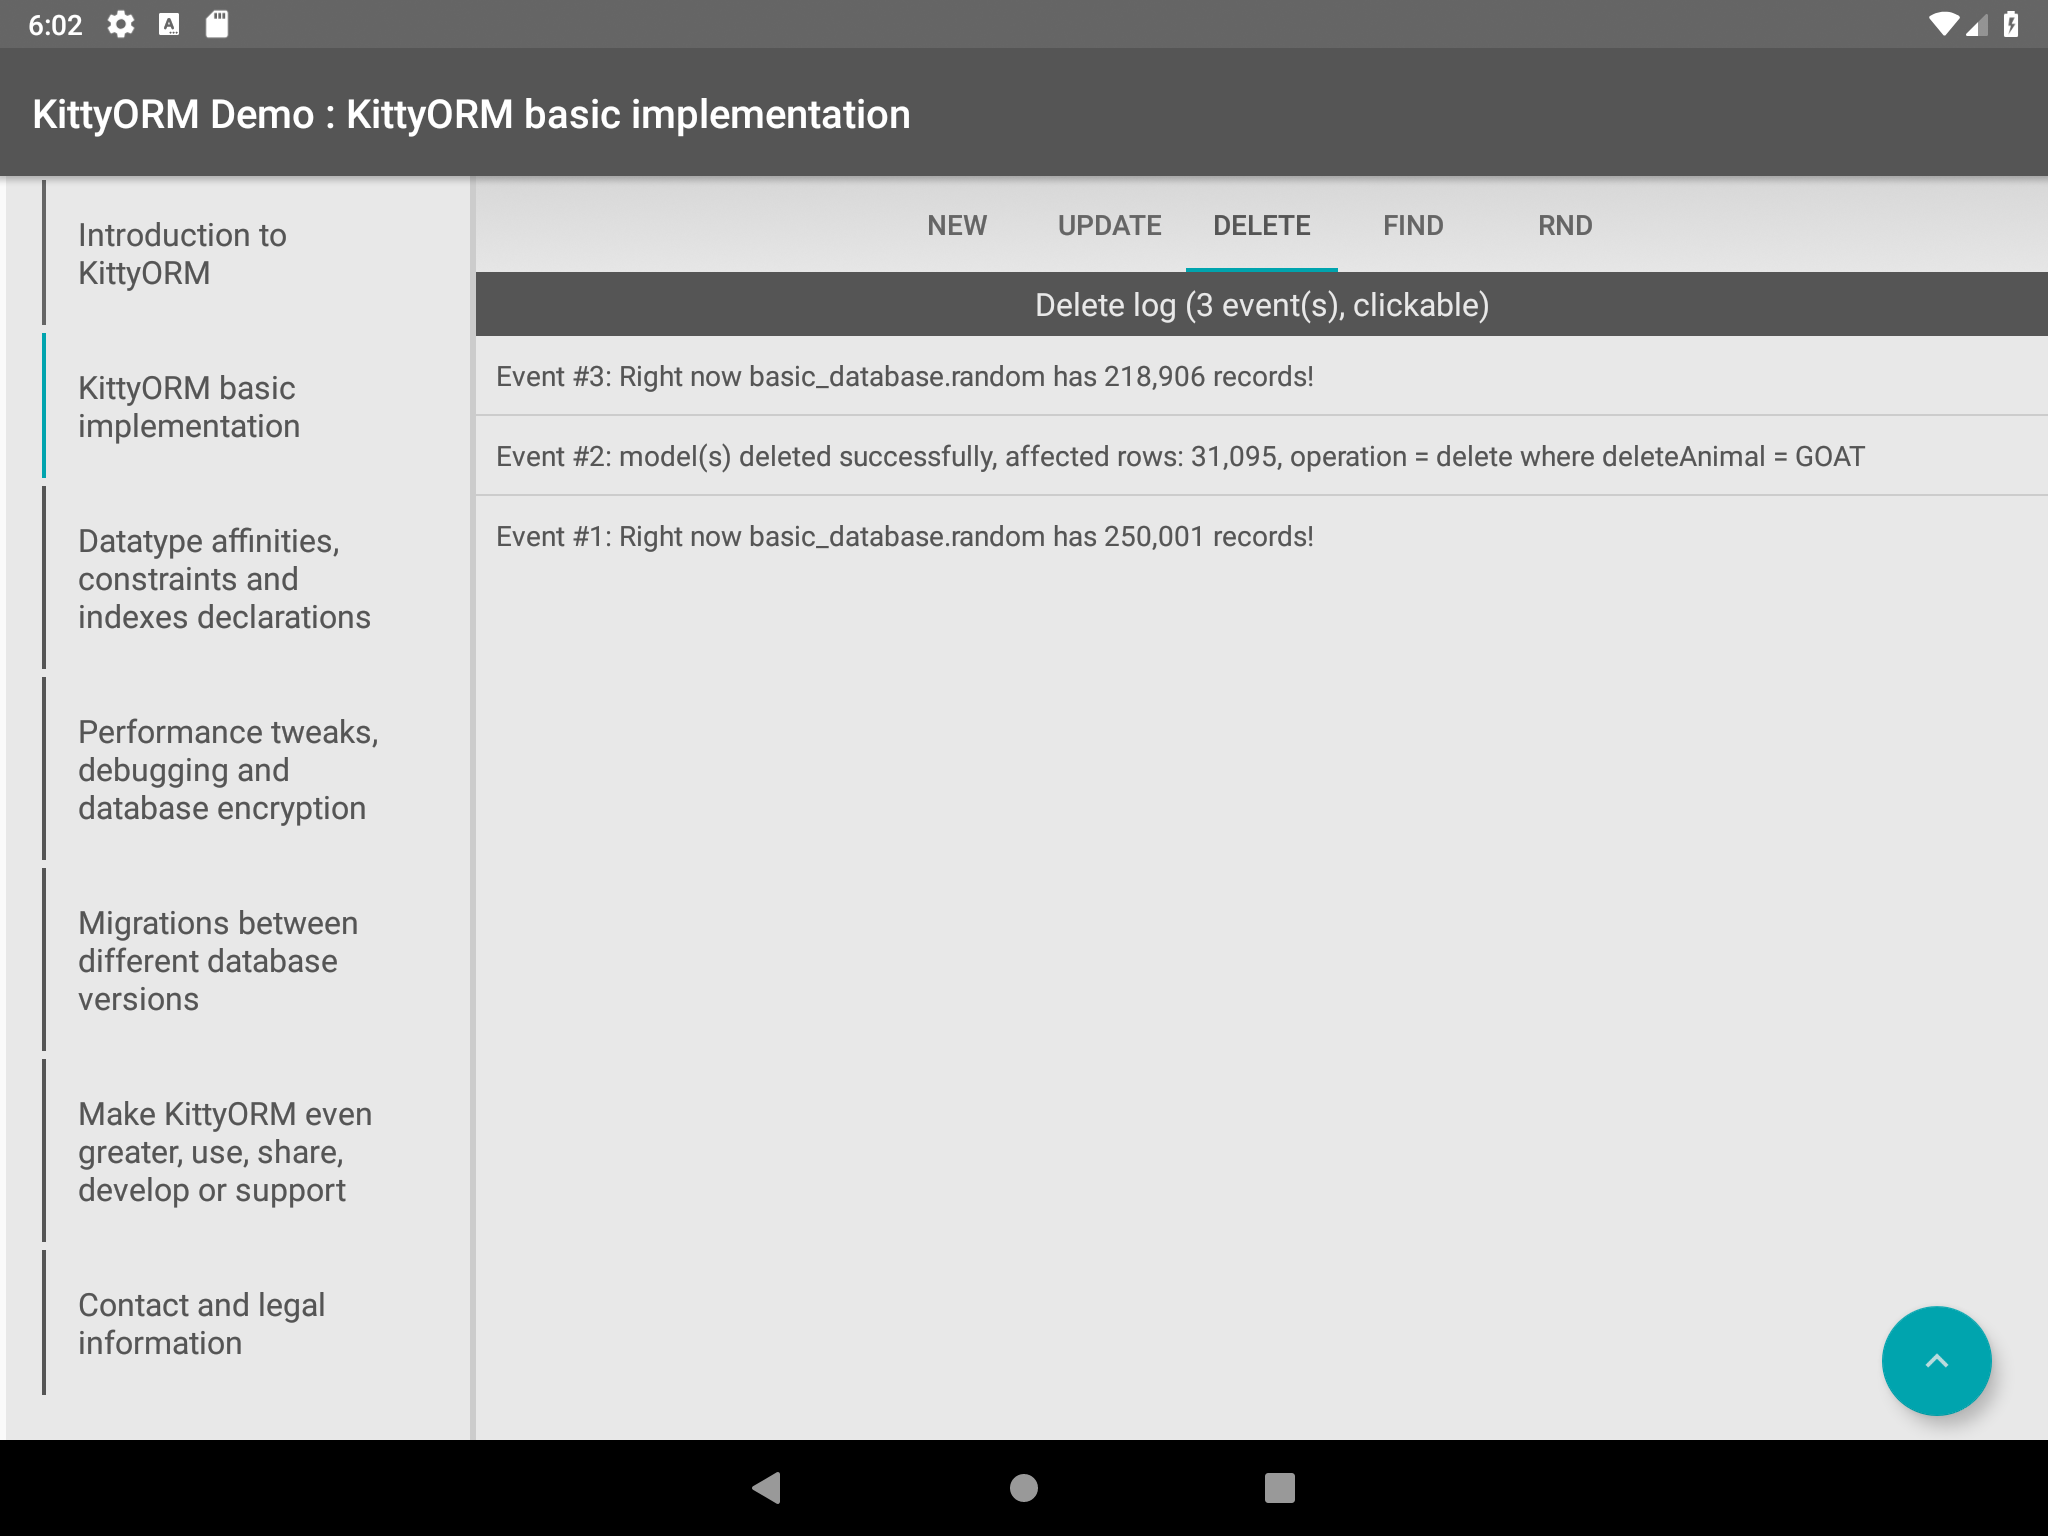 6:02
KittyORM Demo : KittyORM basic implementation
Introduction to
KittyORM
KittyORM basic
implementation
Datatype affinities,
constraints and
indexes declarations
Performance tweaks,
debugging and
database encryption
Migrations between
different database
versions
Make KittyORM even
greater, use, share,
develop or support
Contact and legal
information
NEW UPDATE DELETE FIND RND
Delete log (3 event(s), clickable)
Event #3: Right now basic_database.random has 218,906 records!
Event #2: model(s) deleted successfully, affected rows: 31,095, operation = delete where deleteAnimal = GOAT
Event #1: Right now basic_database.random has 250,001 records!